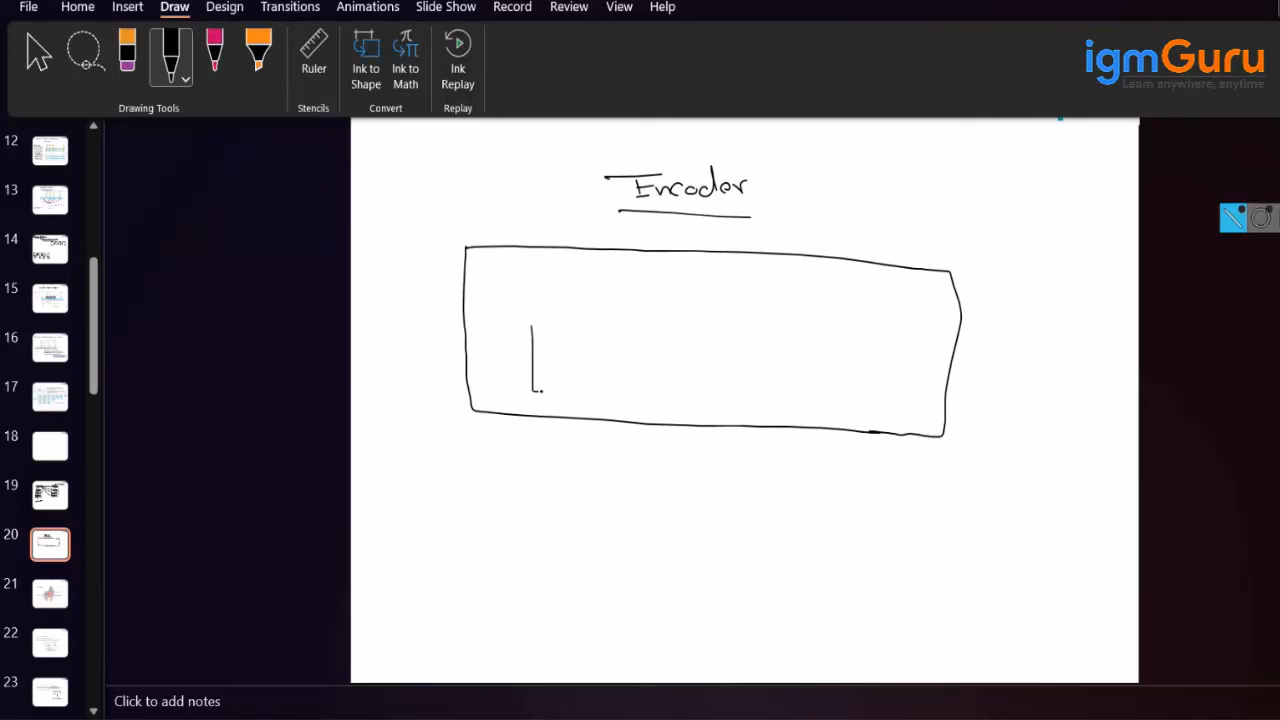 File Home Insert Draw Design Transitions Animations Slide Show Record Review View Help
Ruler
Ink to Shape
Ink to Math
Ink Replay
Drawing Tools Stencils Convert Replay
igmGuru
Learn anywhere, anytime
12
13
14
15
16
17
18
19
20
21
22
23
Encoder
Click to add notes